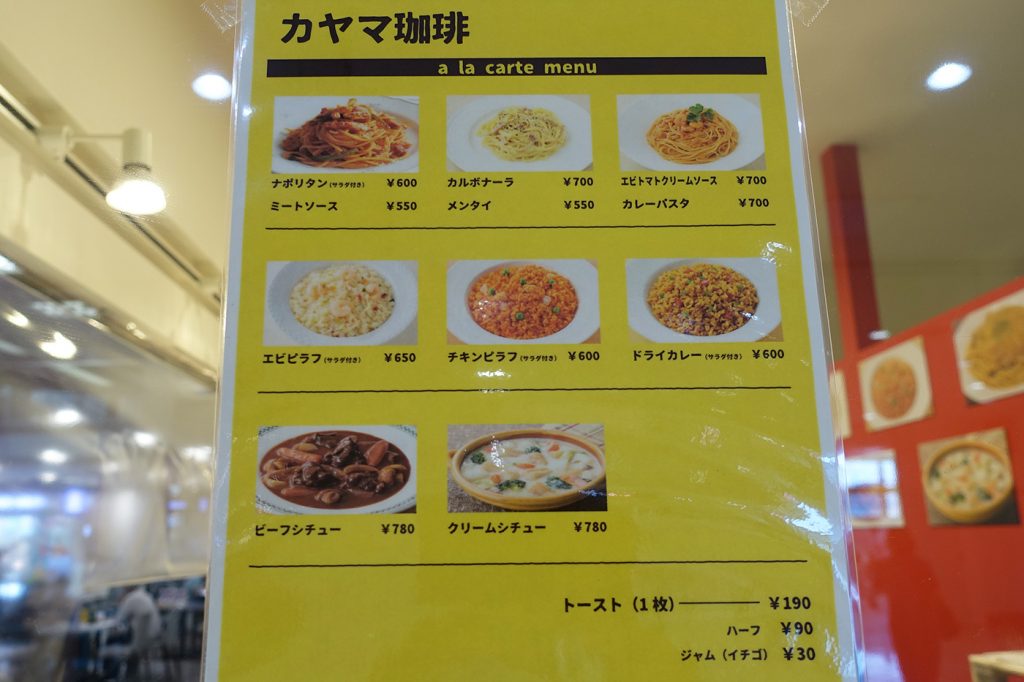 カヤマ珈琲
a la carte menu
ナポリタン(サラダ付き) ¥600 カルボナーラ ¥700 エビトマトクリームソース ¥700
ミートソース ¥550 メンタイ ¥550 カレーパスタ ¥700
エビピラフ(サラダ付き) ¥650 チキンピラフ(サラダ付き) ¥600 ドライカレー(サラダ付き) ¥600
ビーフシチュー ¥780 クリームシチュー ¥780
トースト（1枚）———— ¥190
ハーフ ¥90
ジャム（イチゴ） ¥30